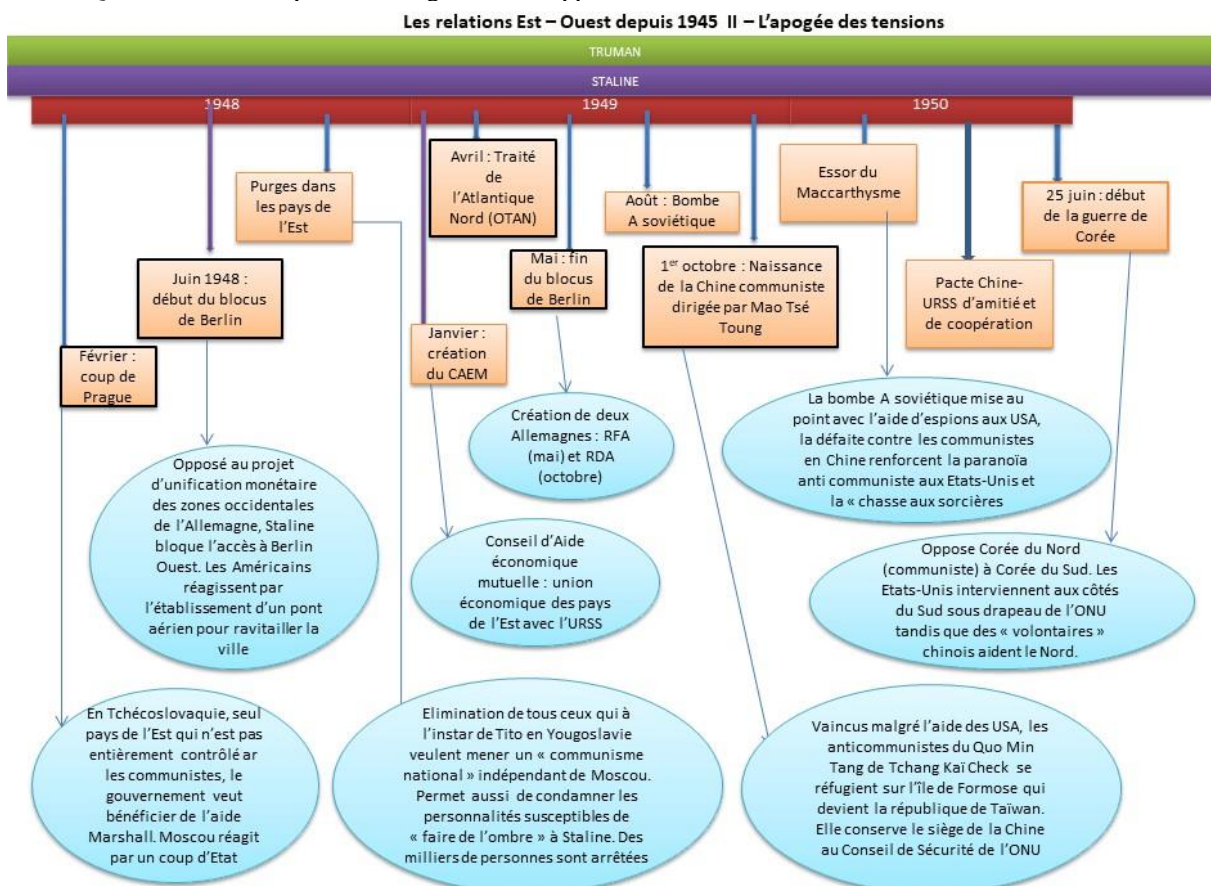 Les relations Est – Ouest depuis 1945 II – L’apogée des tensions
TRUMAN
STALINE
1948
1949
1950
Février :
coup de
Prague
Juin 1948 :
début du blocus
de Berlin
Purges dans
les pays de
l’Est
Janvier :
création
du CAEM
Avril : Traité
de
l’Atlantique
Nord (OTAN)
Mai : fin
du blocus
de Berlin
Août : Bombe
A soviétique
1er octobre : Naissance
de la Chine communiste
dirigée par Mao Tsé
Toung
Essor du
Maccarthysme
Pacte Chine-
URSS d’amitié et
de coopération
25 juin : début
de la guerre de
Corée
Opposé au projet
d’unification monétaire
des zones occidentales
de l’Allemagne, Staline
bloque l’accès à Berlin
Ouest. Les Américains
réagissent par
l’établissement d’un pont
aérien pour ravitailler la
ville
Création de deux
Allemagnes : RFA
(mai) et RDA
(octobre)
Conseil d’Aide
économique
mutuelle : union
économique des pays
de l’Est avec l’URSS
La bombe A soviétique mise au
point avec l’aide d’espions aux USA,
la défaite contre les communistes
en Chine renforcent la paranoïa
anti communiste aux Etats-Unis et
la « chasse aux sorcières
Oppose Corée du Nord
(communiste) à Corée du Sud. Les
Etats-Unis interviennent aux côtés
du Sud sous drapeau de l’ONU
tandis que des « volontaires »
chinois aident le Nord.
En Tchécoslovaquie, seul
pays de l’Est qui n’est pas
entièrement contrôlé ar
les communistes, le
gouvernement veut
bénéficier de l’aide
Marshall. Moscou réagit
par un coup d’Etat
Elimination de tous ceux qui à
l’instar de Tito en Yougoslavie
veulent mener un « communisme
national » indépendant de Moscou.
Permet aussi de condamner les
personnalités susceptibles de
« faire de l’ombre » à Staline. Des
milliers de personnes sont arrêtées
Vaincus malgré l’aide des USA, les
anticommunistes du Quo Min
Tang de Tchang Kaï Check se
réfugient sur l’île de Formose qui
devient la république de Taïwan.
Elle conserve le siège de la Chine
au Conseil de Sécurité de l’ONU